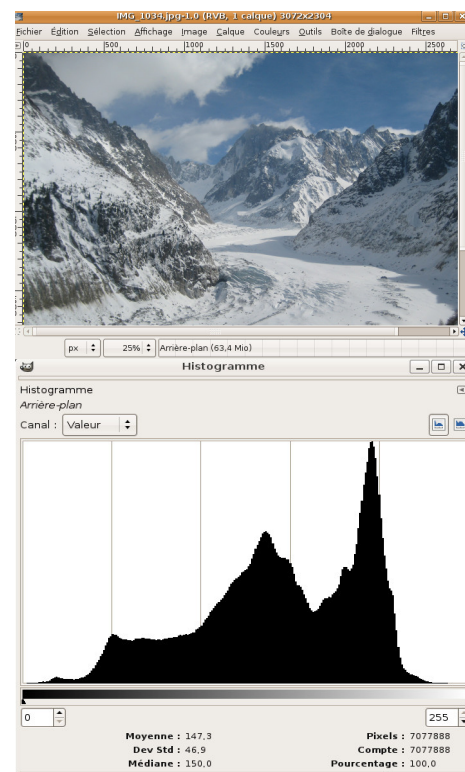 IMG_1034.jpg-1.0 (RVB, 1 calque) 3072x2304
Fichier Édition Sélection Affichage Image Calque Couleurs Outils Boîte de dialogue Filtres
0 500 1000 1500 2000 2500
px 25% Arrière-plan (63,4 Mio)
Histogramme
Histogramme
Arrière-plan
Canal : Valeur
0 255
Moyenne : 147,3 Pixels : 7077888
Dev Std : 46,9 Compte : 7077888
Médiane : 150,0 Pourcentage : 100,0